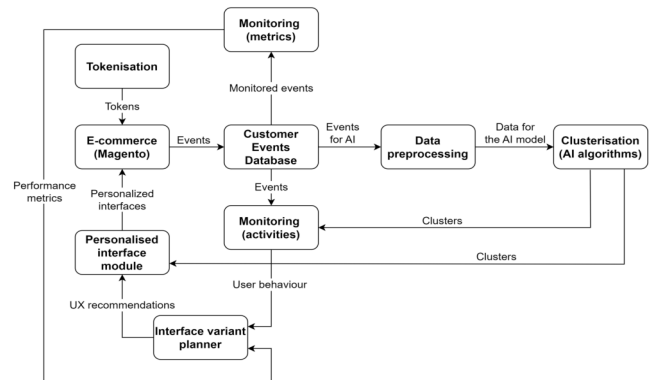 Monitoring
(metrics)
Tokenisation
Monitored events
Tokens
E-commerce
(Magento)
Events
Customer
Events
Database
Events
for AI
Data
preprocessing
Data for
the AI model
Clusterisation
(AI algorithms)
Performance
metrics
Personalized
interfaces
Events
Monitoring
(activities)
Clusters
Personalised
interface
module
Clusters
User behaviour
UX recommendations
Interface variant
planner